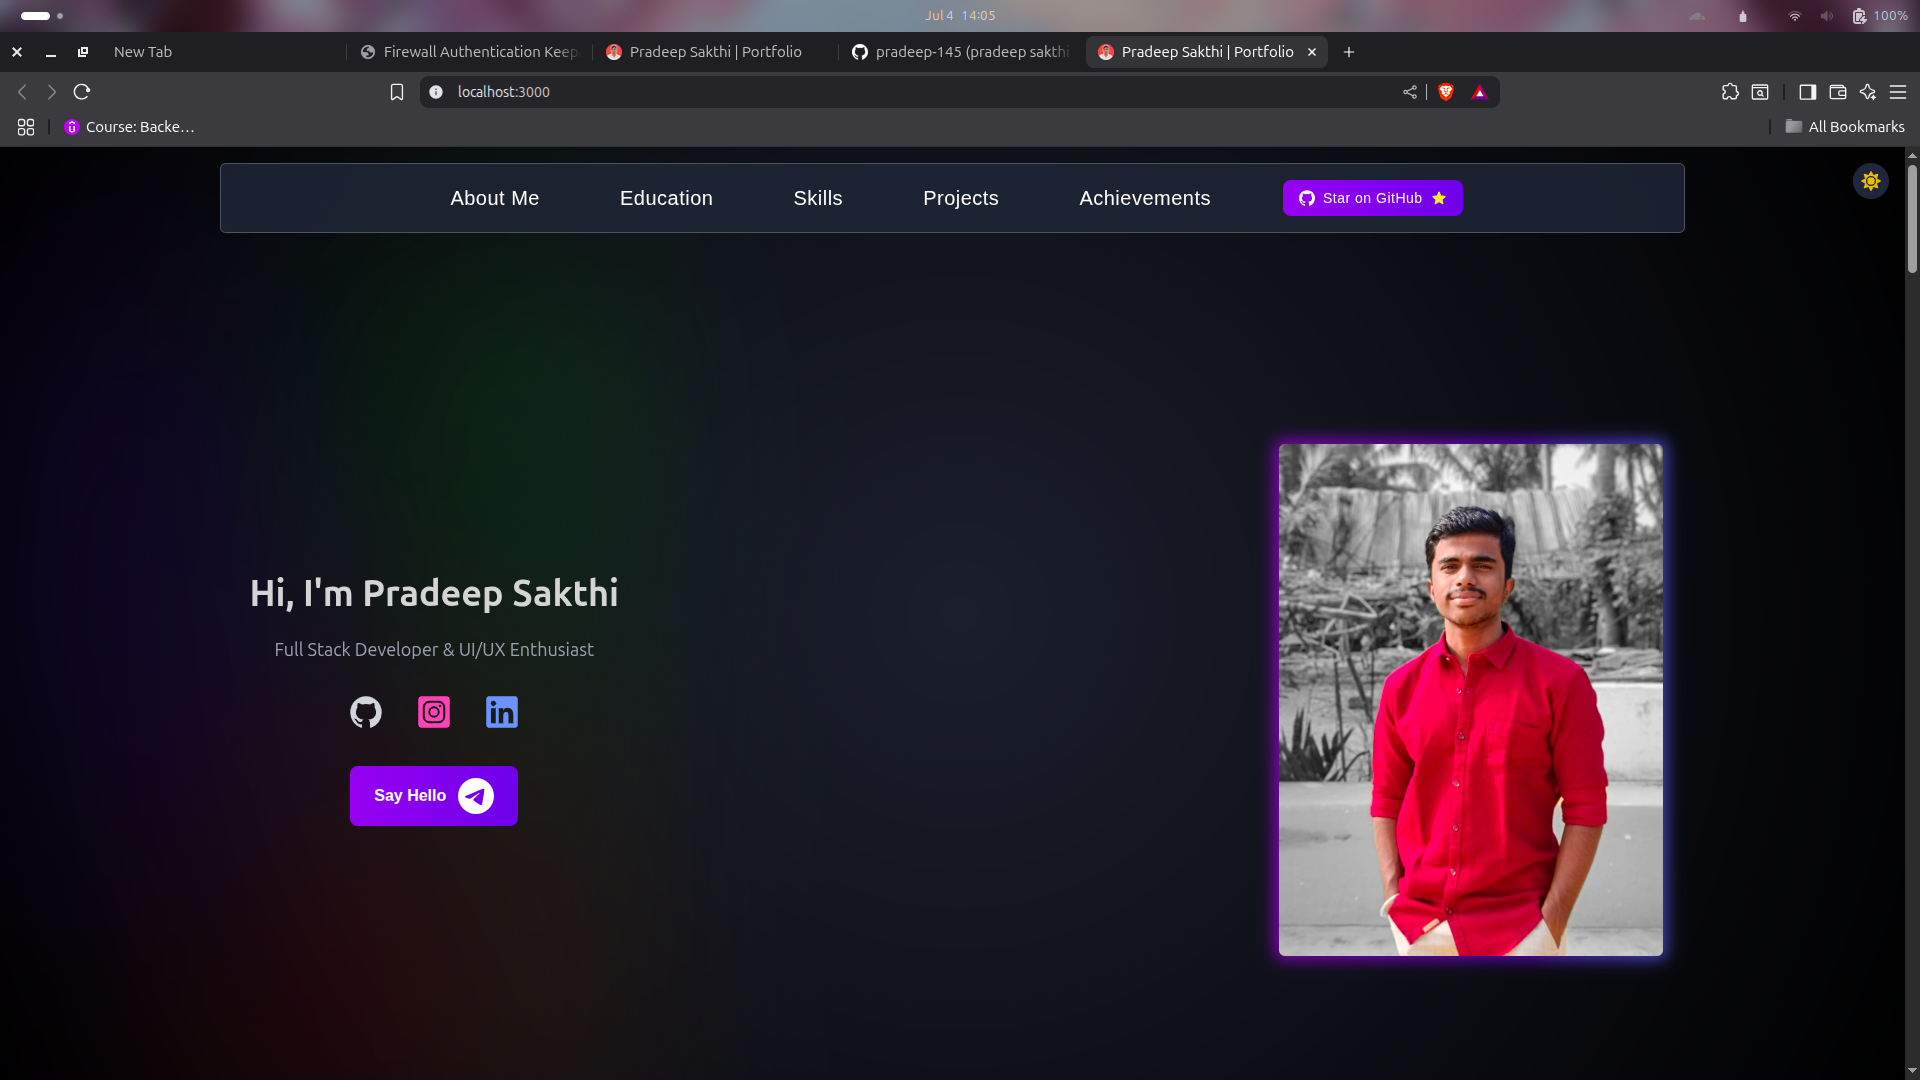 Jul 4 14:05
100%
New Tab
Firewall Authentication Keep
Pradeep Sakthi | Portfolio
pradeep-145 (pradeep sakthi
Pradeep Sakthi | Portfolio
localhost:3000
Course: Backe…
All Bookmarks
About Me
Education
Skills
Projects
Achievements
Star on GitHub
Hi, I'm Pradeep Sakthi
Full Stack Developer & UI/UX Enthusiast
in
Say Hello